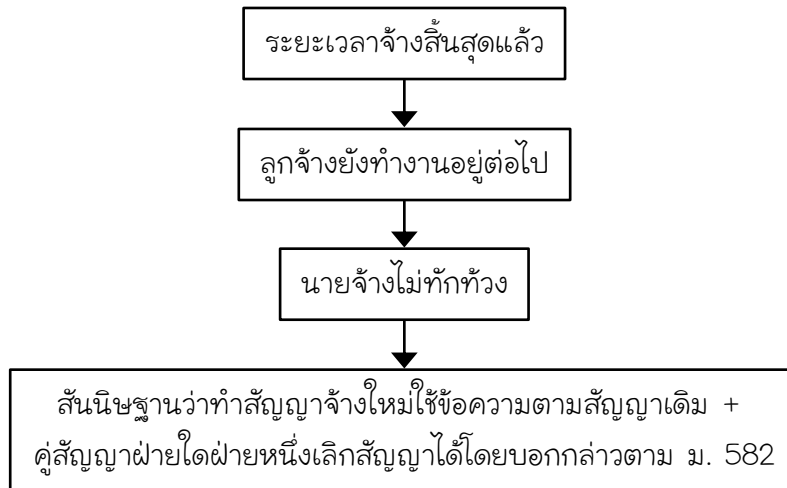 ระยะเวลาจ้างสิ้นสุดแล้ว
ลูกจ้างยังทำงานอยู่ต่อไป
นายจ้างไม่ทักท้วง
สันนิษฐานว่าทำสัญญาจ้างใหม่ใช้ข้อความตามสัญญาเดิม +
คู่สัญญาฝ่ายใดฝ่ายหนึ่งเลิกสัญญาได้โดยบอกกล่าวตาม ม. 582